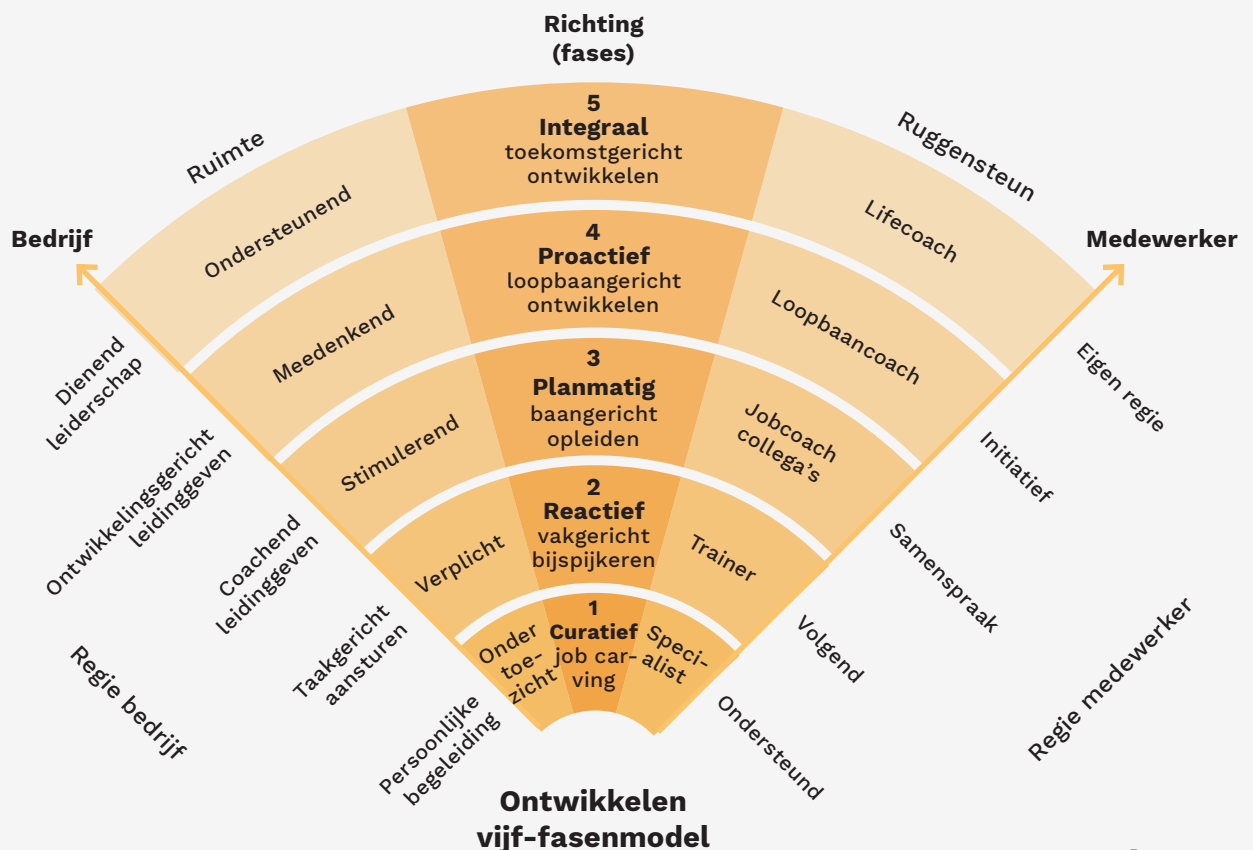 Richting
(fases)
Ruimte
Ruggensteun
Bedrijf
Medewerker
5
Integraal
toekomstgericht
ontwikkelen
Ondersteunend
Lifecoach
4
Proactief
loopbaangericht
ontwikkelen
Meedenkend
Loopbaancoach
3
Planmatig
baangericht
opleiden
Stimulerend
Jobcoach
collega's
2
Reactief
vakgericht
bijspijkeren
Verplicht
Trainer
1
Curatief
job car-
ving
Onder
toe-
zicht
Speci-
alist
Dienend
leiderschap
Ontwikkelingsgericht
leidinggeven
Coachend
leidinggeven
Taakgericht
aansturen
Persoonlijke
begeleiding
Regie bedrijf
Eigen regie
Initiatief
Samenspraak
Volgend
Ondersteund
Regie medewerker
Ontwikkelen
vijf-fasenmodel